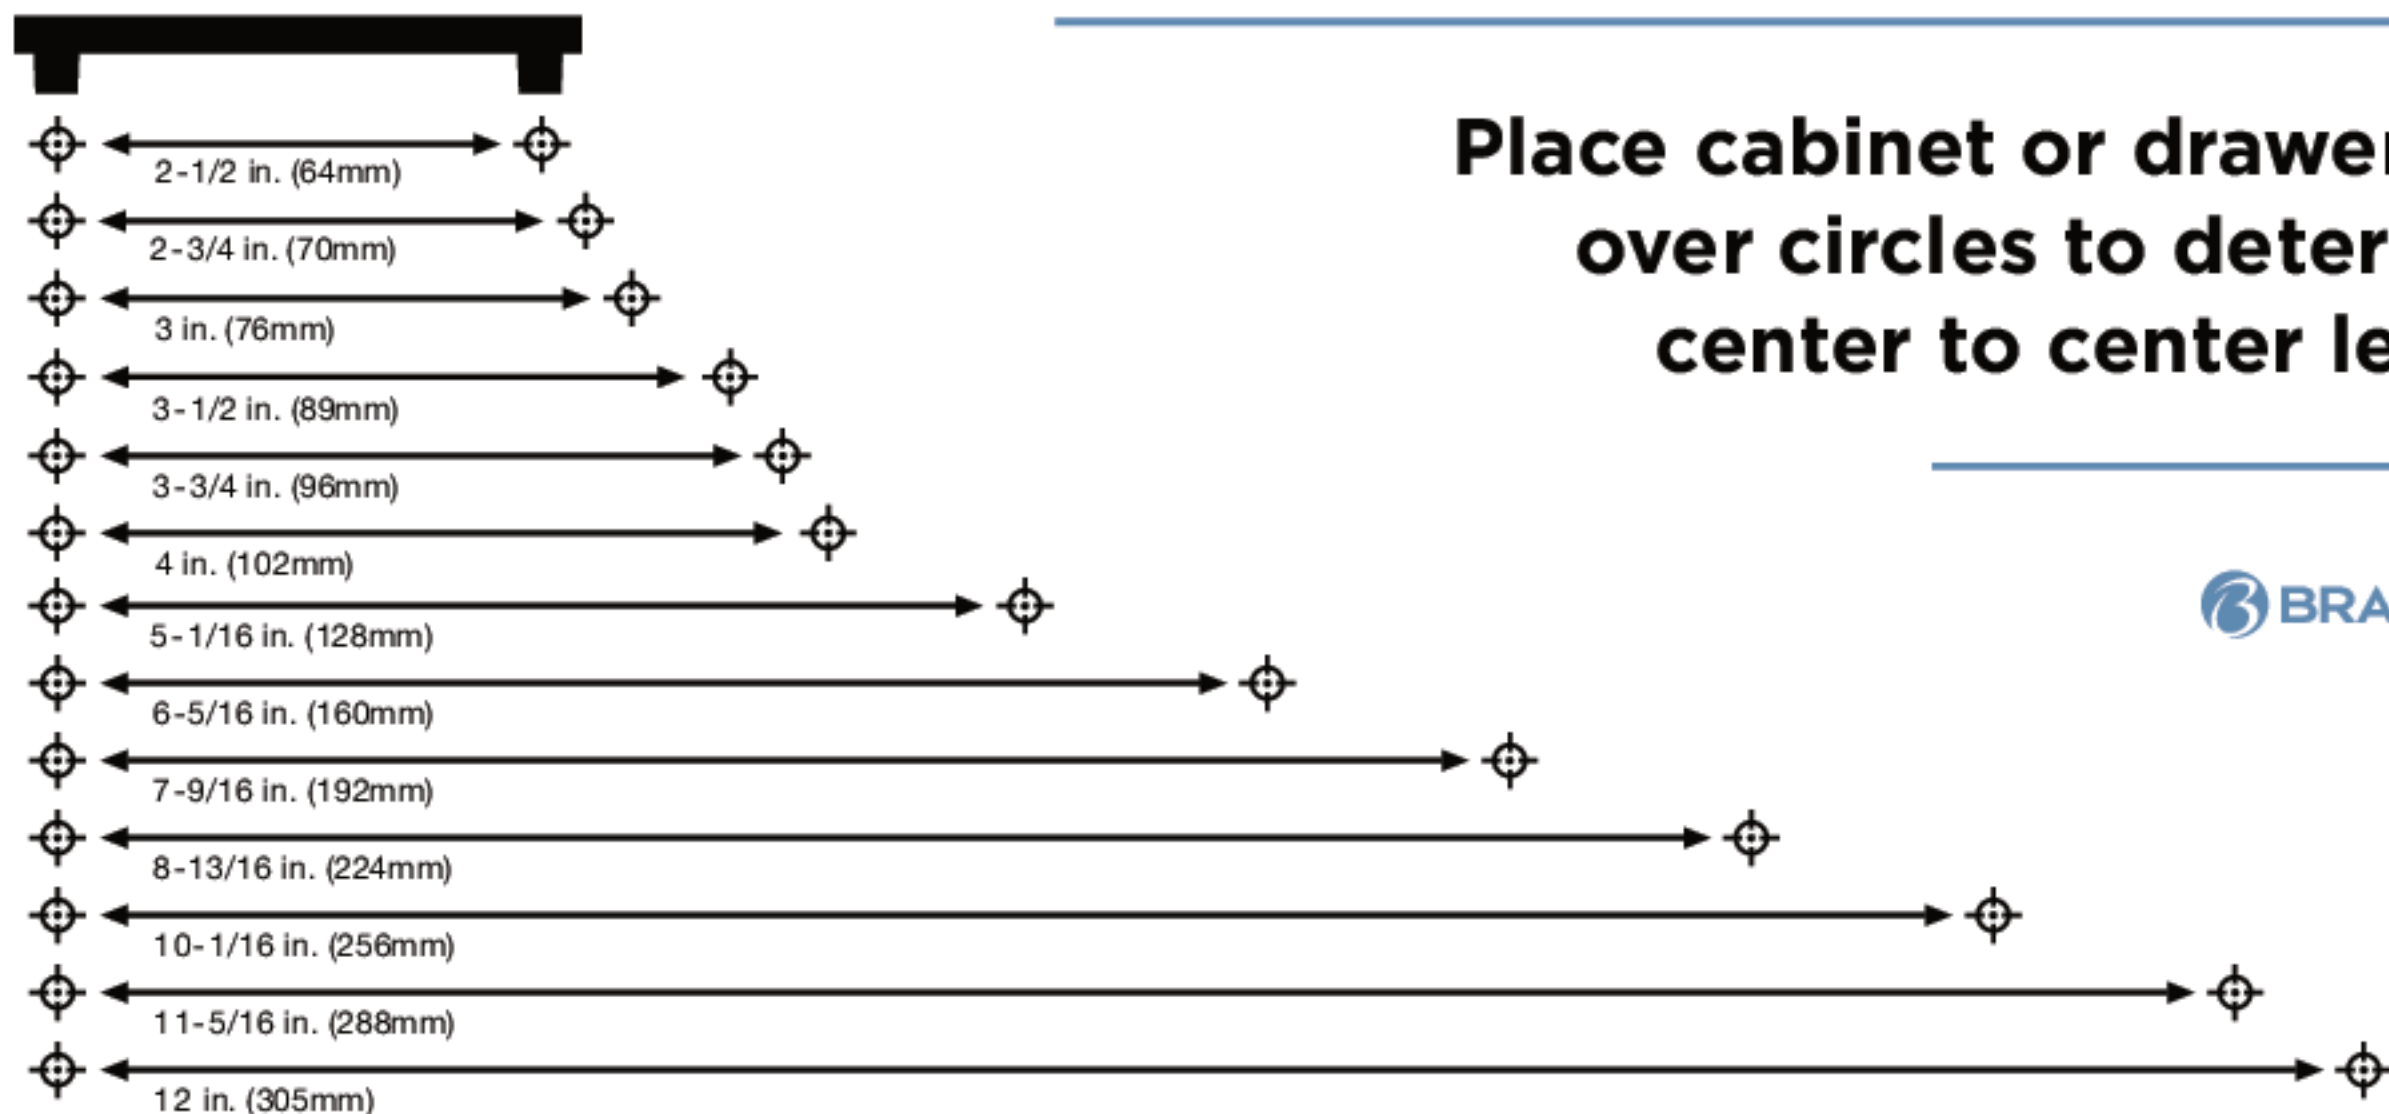 2-1/2 in. (64mm)
2-3/4 in. (70mm)
3 in. (76mm)
3-1/2 in. (89mm)
3-3/4 in. (96mm)
4 in. (102mm)
5-1/16 in. (128mm)
6-5/16 in. (160mm)
7-9/16 in. (192mm)
8-13/16 in. (224mm)
10-1/16 in. (256mm)
11-5/16 in. (288mm)
12 in. (305mm)
Place cabinet or drawer
over circles to deter
center to center le
BRA